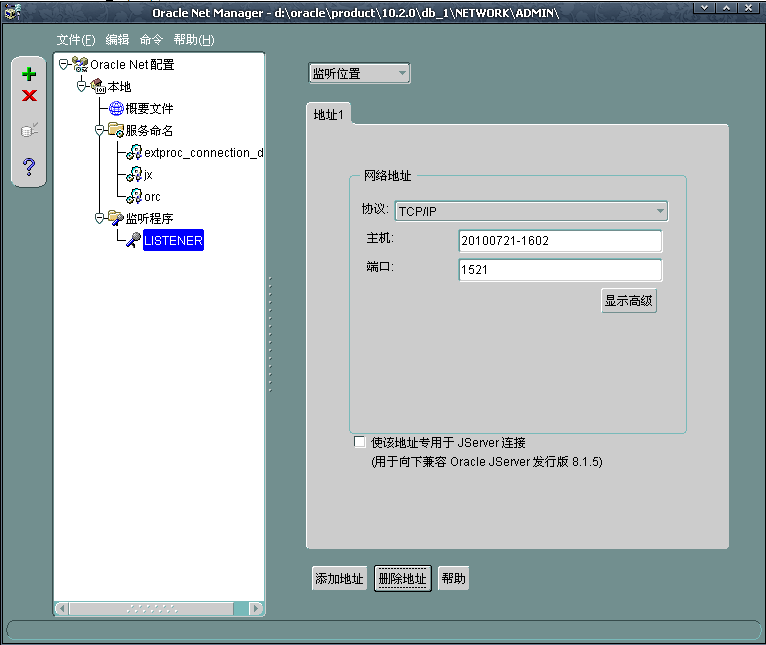 Oracle Net Manager - d:\oracle\product\10.2.0\db_1\NETWORK\ADMIN\
文件(F) 编辑 命令 帮助(H)
Oracle Net 配置
本地
概要文件
服务命名
extproc_connection_d
jx
orc
监听程序
LISTENER
监听位置
地址1
网络地址
协议: TCP/IP
主机: 20100721-1602
端口: 1521
显示高级
使该地址专用于 JServer 连接
(用于向下兼容 Oracle JServer 发行版 8.1.5)
添加地址 删除地址 帮助